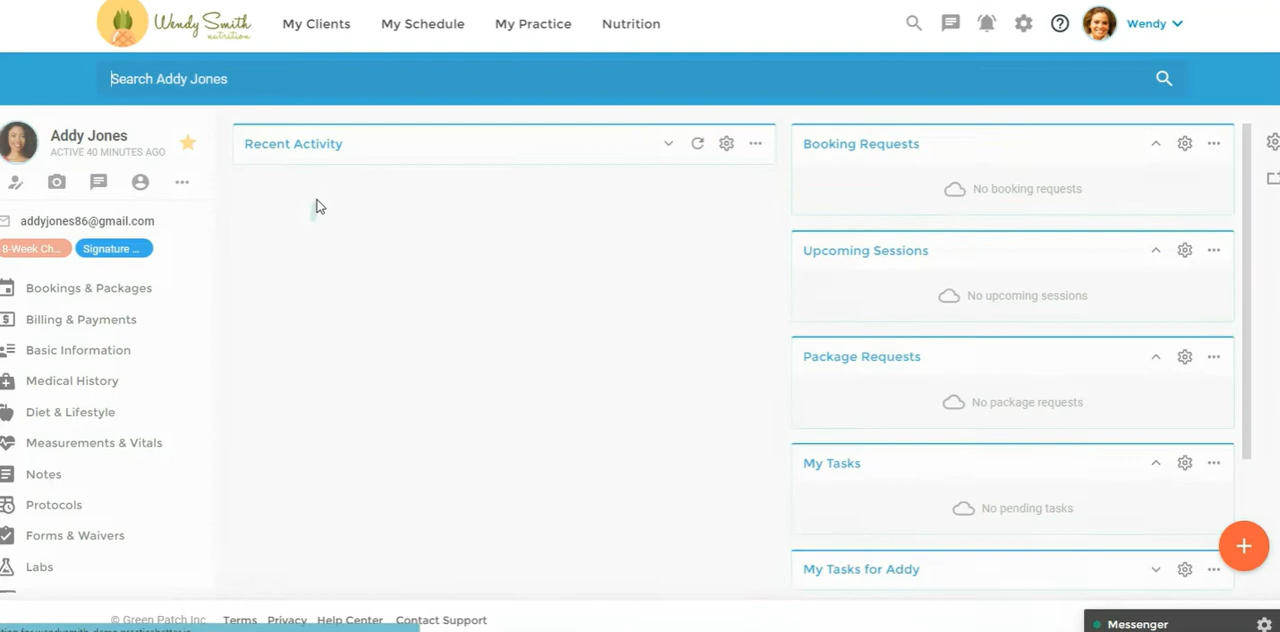 Wendy Smith
nutrition
My Clients
My Schedule
My Practice
Nutrition
Wendy
Search Addy Jones
Addy Jones
ACTIVE 40 MINUTES AGO
addyjones86@gmail.com
8-Week Ch...
Signature ...
Bookings & Packages
Billing & Payments
Basic Information
Medical History
Diet & Lifestyle
Measurements & Vitals
Notes
Protocols
Forms & Waivers
Labs
Recent Activity
Booking Requests
No booking requests
Upcoming Sessions
No upcoming sessions
Package Requests
No package requests
My Tasks
No pending tasks
My Tasks for Addy
© Green Patch Inc.
Terms
Privacy
Help Center
Contact Support
Messenger